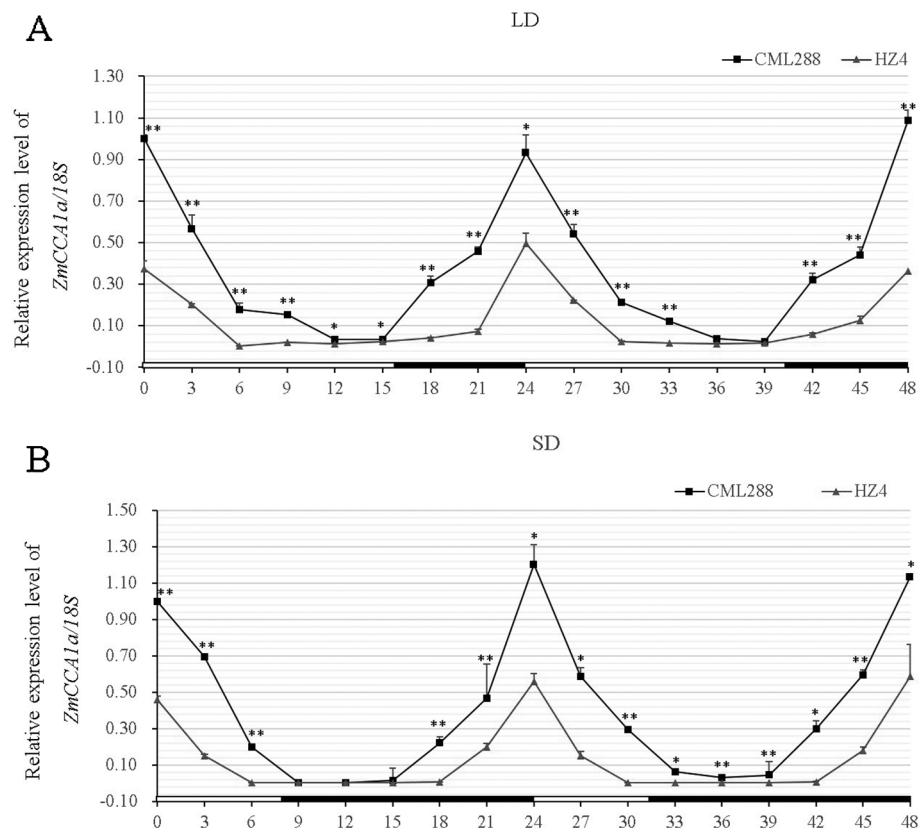 A
LD
CML288 HZ4
Relative expression level of
ZmCCA1a/18S
1.30
1.10
0.90
0.70
0.50
0.30
0.10
-0.10
** ** ** ** * * ** ** * ** ** ** ** ** **
0 3 6 9 12 15 18 21 24 27 30 33 36 39 42 45 48
B
SD
CML288 HZ4
Relative expression level of
ZmCCA1a/18S
1.50
1.30
1.10
0.90
0.70
0.50
0.30
0.10
-0.10
** ** ** ** ** * * ** * ** ** * ** *
0 3 6 9 12 15 18 21 24 27 30 33 36 39 42 45 48